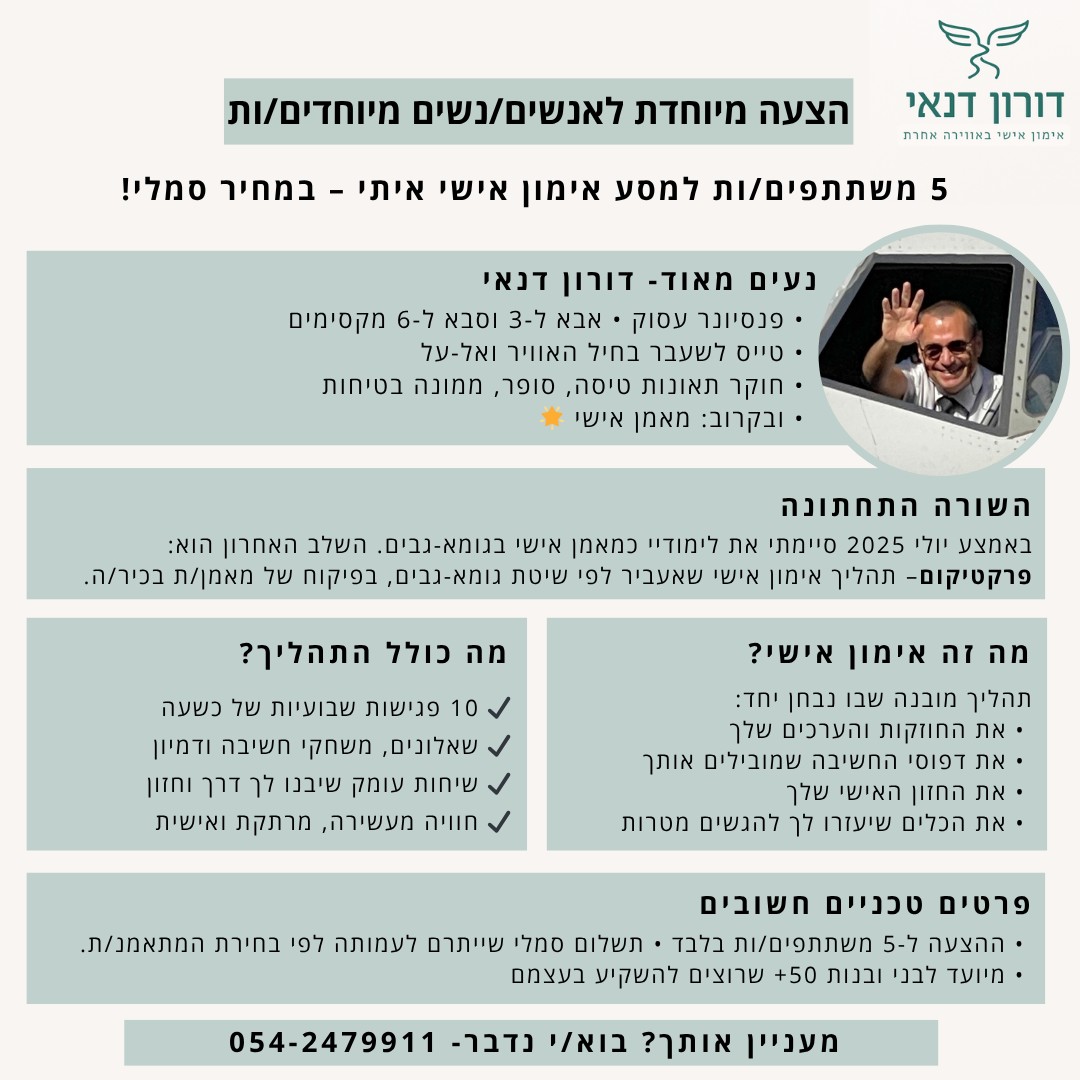 דורון דנאי
אימון אישי באווירה אחרת
הצעה מיוחדת לאנשים/נשים מיוחדים/ות
5 משתתפים/ות למסע אימון אישי איתי – במחיר סמלי!
נעים מאוד- דורון דנאי
• פנסיונר עסוק • אבא ל-3 וסבא ל-6 מקסימים
• טייס לשעבר בחיל האוויר ואל-על
• חוקר תאונות טיסה, סופר, ממונה בטיחות
• ובקרוב: מאמן אישי 🌟
השורה התחתונה
באמצע יולי 2025 סיימתי את לימודיי כמאמן אישי בגומא-גבים. השלב האחרון הוא:
פרקטיקום– תהליך אימון אישי שאעביר לפי שיטת גומא-גבים, בפיקוח של מאמן/ת בכיר/ה.
מה זה אימון אישי?
תהליך מובנה שבו נבחן יחד:
• את החוזקות והערכים שלך
• את דפוסי החשיבה שמובילים אותך
• את החזון האישי שלך
• את הכלים שיעזרו לך להגשים מטרות
מה כולל התהליך?
✓ 10 פגישות שבועיות של כשעה
✓ שאלונים, משחקי חשיבה ודמיון
✓ שיחות עומק שיבנו לך דרך וחזון
✓ חוויה מעשירה, מרתקת ואישית
פרטים טכניים חשובים
• ההצעה ל-5 משתתפים/ות בלבד • תשלום סמלי שייתרם לעמותה לפי בחירת המתאמנ/ת.
• מיועד לבני ובנות 50+ שרוצים להשקיע בעצמם
מעניין אותך? בוא/י נדבר- 054-2479911